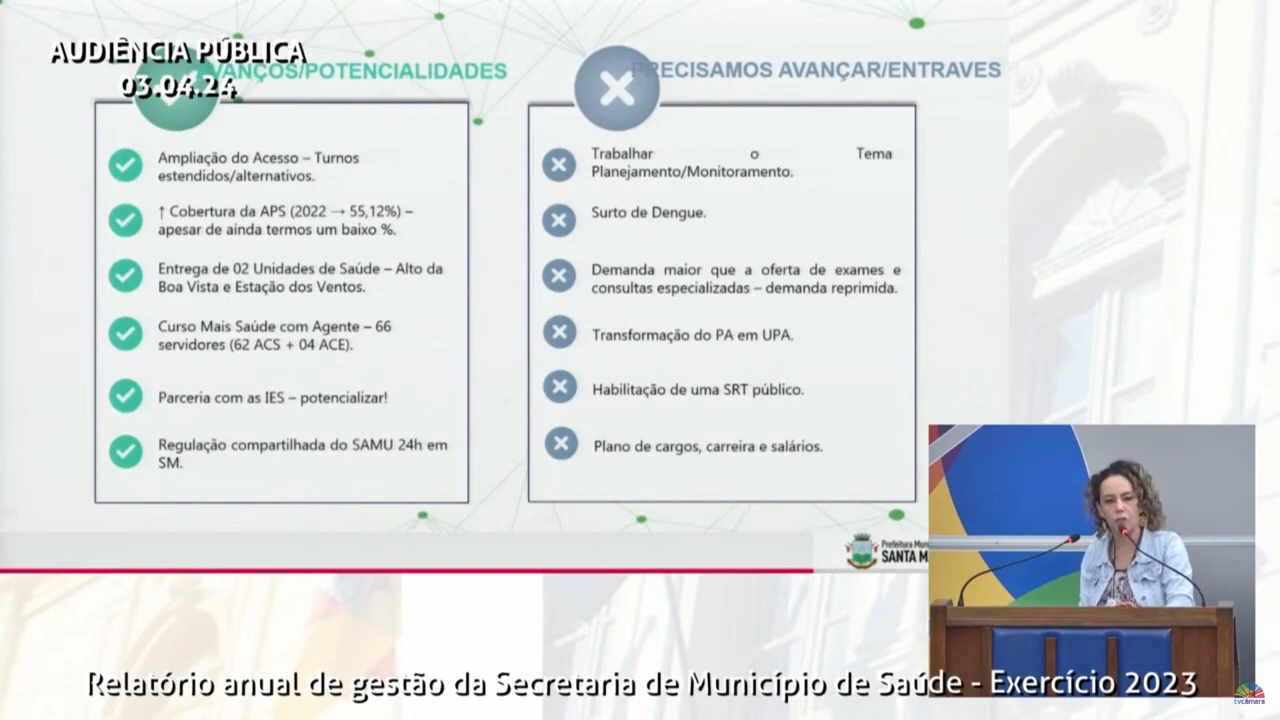 AUDIÊNCIA PÚBLICA
03.04.24
VANÇOS/POTENCIALIDADES
Ampliação do Acesso – Turnos
estendidos/alternativos.
↑ Cobertura da APS (2022 → 55,12%) –
apesar de ainda termos um baixo %.
Entrega de 02 Unidades de Saúde – Alto da
Boa Vista e Estação dos Ventos.
Curso Mais Saúde com Agente – 66
servidores (62 ACS + 04 ACE).
Parceria com as IES – potencializar!
Regulação compartilhada do SAMU 24h em
SM.
PRECISAMOS AVANÇAR/ENTRAVES
Trabalhar o Tema
Planejamento/Monitoramento.
Surto de Dengue.
Demanda maior que a oferta de exames e
consultas especializadas – demanda reprimida.
Transformação do PA em UPA.
Habilitação de uma SRT público.
Plano de cargos, carreira e salários.
Prefeitura Mun
SANTA M
Relatório anual de gestão da Secretaria de Município de Saúde - Exercício 2023
tvcâmara